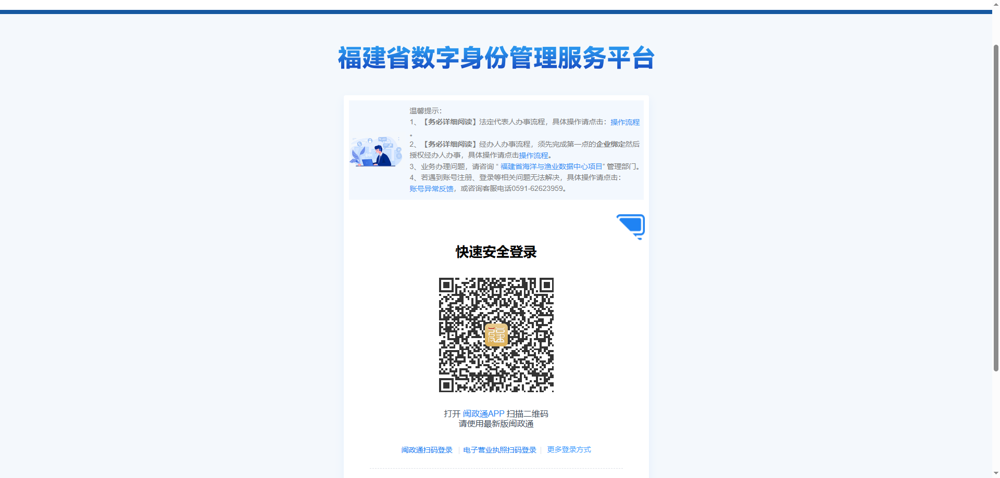 福建省数字身份管理服务平台
温馨提示：
1、【务必详细阅读】法定代表人办事流程，具体操作请点击：操作流程
。
2、【务必详细阅读】经办人办事流程，须先完成第一点的企业绑定然后
授权经办人办事，具体操作请点击操作流程。
3、业务办理问题，请咨询 “ 福建省海洋与渔业数据中心项目” 管理部门。
4、若遇到账号注册、登录等相关问题无法解决，具体操作请点击：
账号异常反馈，或咨询客服电话0591-62623959。
快速安全登录
福建
打开 闽政通APP 扫描二维码
请使用最新版闽政通
闽政通扫码登录 | 电子营业执照扫码登录 | 更多登录方式